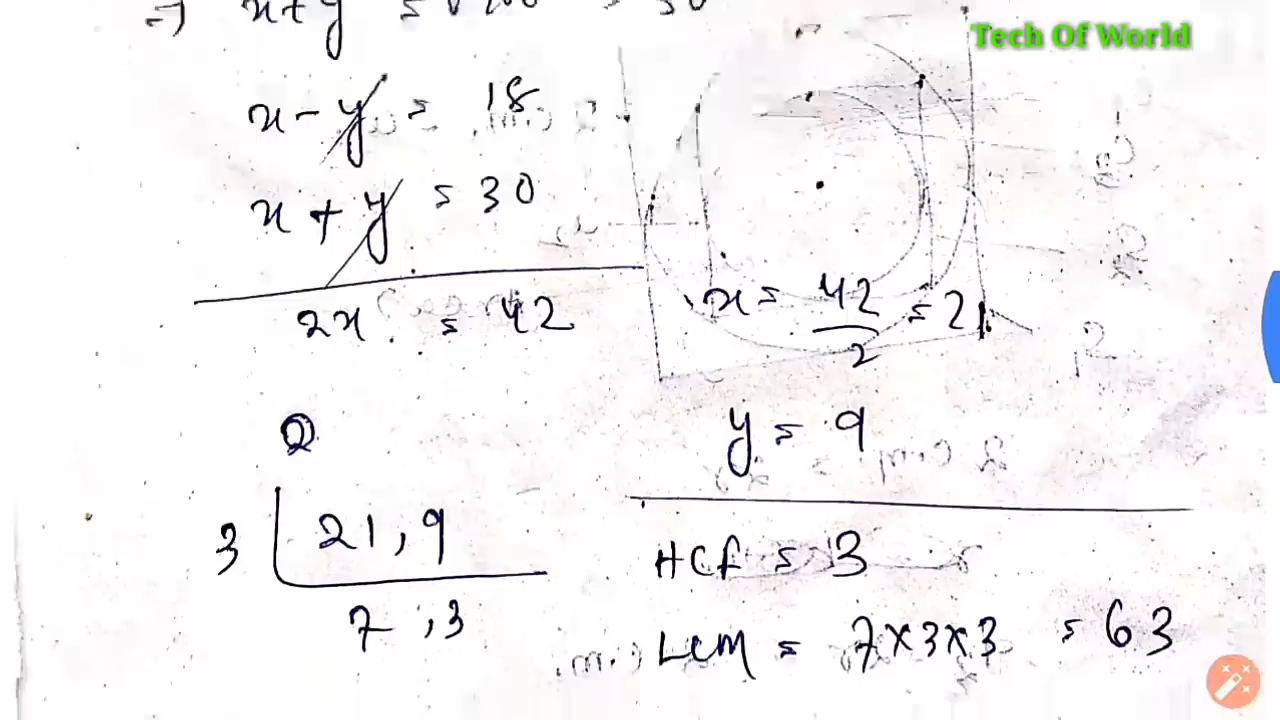 ⇒ x + y =
Tech Of World
x - y = 18
x + y = 30
2x = 42
x = 42/2 = 21
y = 9
3 | 21, 9
7, 3
HCF = 3
LCM = 7×3×3 = 63